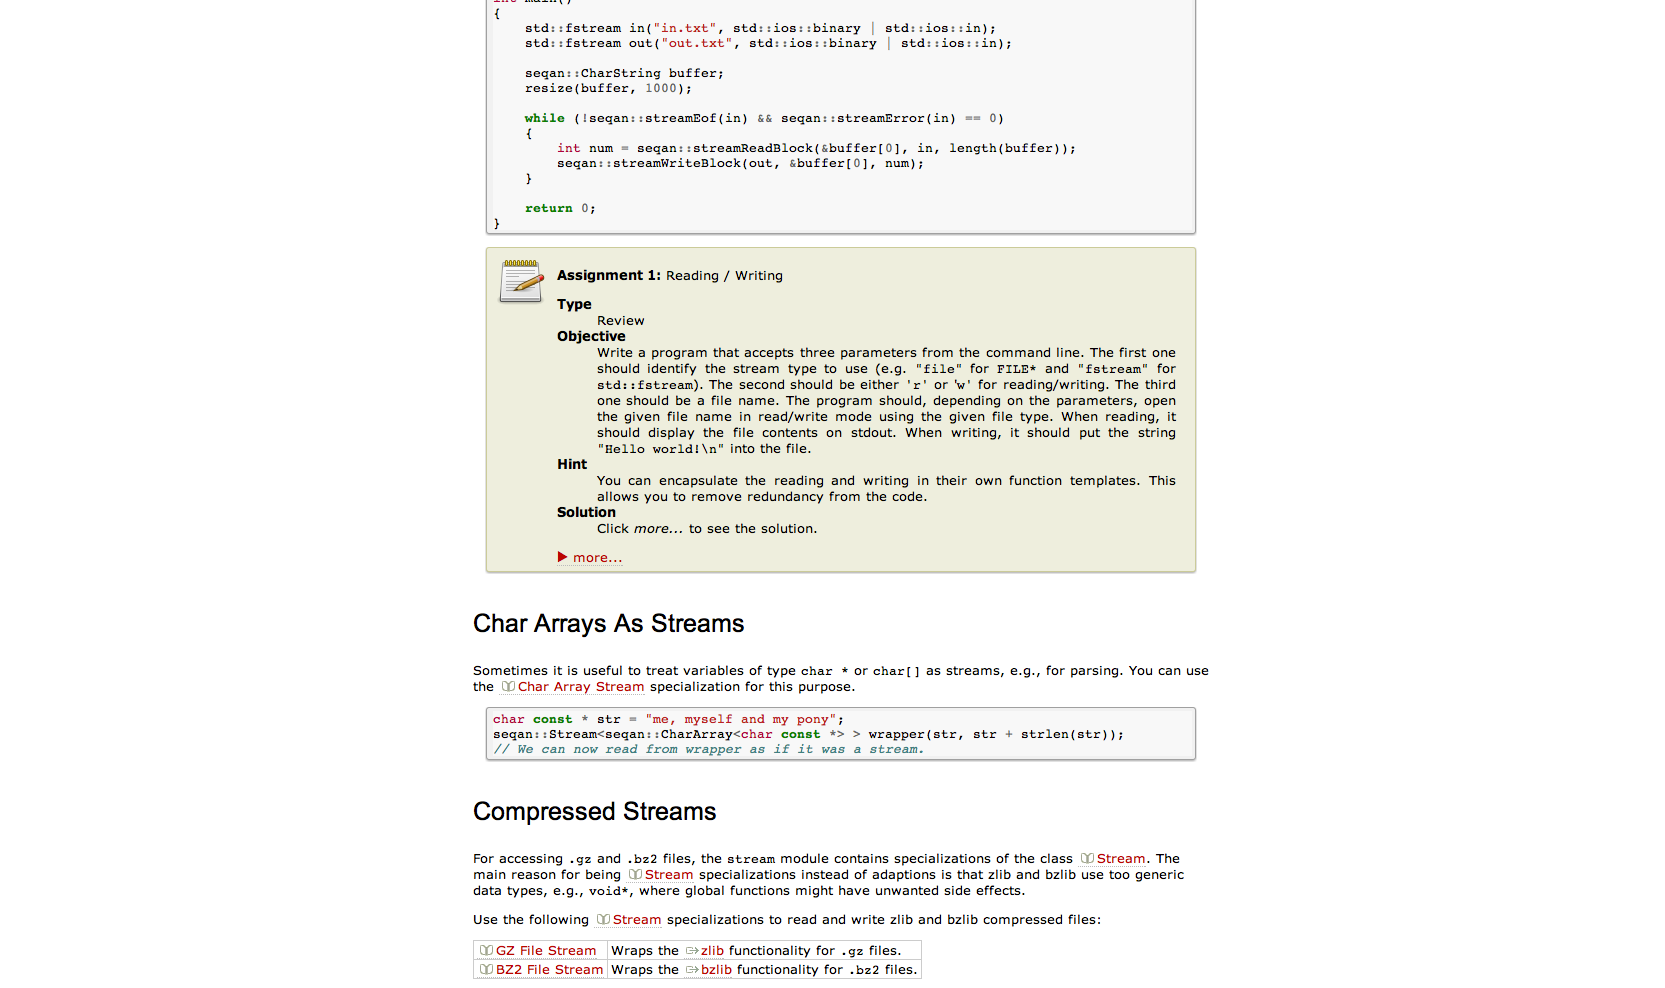 int main()
{
    std::fstream in("in.txt", std::ios::binary | std::ios::in);
    std::fstream out("out.txt", std::ios::binary | std::ios::in);
    seqan::CharString buffer;
    resize(buffer, 1000);
    while (!seqan::streamEof(in) && seqan::streamError(in) == 0)
    {
        int num = seqan::streamReadBlock(&buffer[0], in, length(buffer));
        seqan::streamWriteBlock(out, &buffer[0], num);
    }
    return 0;
}
Assignment 1: Reading / Writing
Type
Review
Objective
Write a program that accepts three parameters from the command line. The first one
should identify the stream type to use (e.g. "file" for FILE* and "fstream" for
std::fstream). The second should be either 'r' or 'w' for reading/writing. The third
one should be a file name. The program should, depending on the parameters, open
the given file name in read/write mode using the given file type. When reading, it
should display the file contents on stdout. When writing, it should put the string
"Hello world!\n" into the file.
Hint
You can encapsulate the reading and writing in their own function templates. This
allows you to remove redundancy from the code.
Solution
Click more... to see the solution.
more...
Char Arrays As Streams
Sometimes it is useful to treat variables of type char * or char[] as streams, e.g., for parsing. You can use
the Char Array Stream specialization for this purpose.
char const * str = "me, myself and my pony";
seqan::Stream<seqan::CharArray<char const *> > wrapper(str, str + strlen(str));
// We can now read from wrapper as if it was a stream.
Compressed Streams
For accessing .gz and .bz2 files, the stream module contains specializations of the class Stream. The
main reason for being Stream specializations instead of adaptions is that zlib and bzlib use too generic
data types, e.g., void*, where global functions might have unwanted side effects.
Use the following Stream specializations to read and write zlib and bzlib compressed files:
GZ File Stream Wraps the zlib functionality for .gz files.
BZ2 File Stream Wraps the bzlib functionality for .bz2 files.